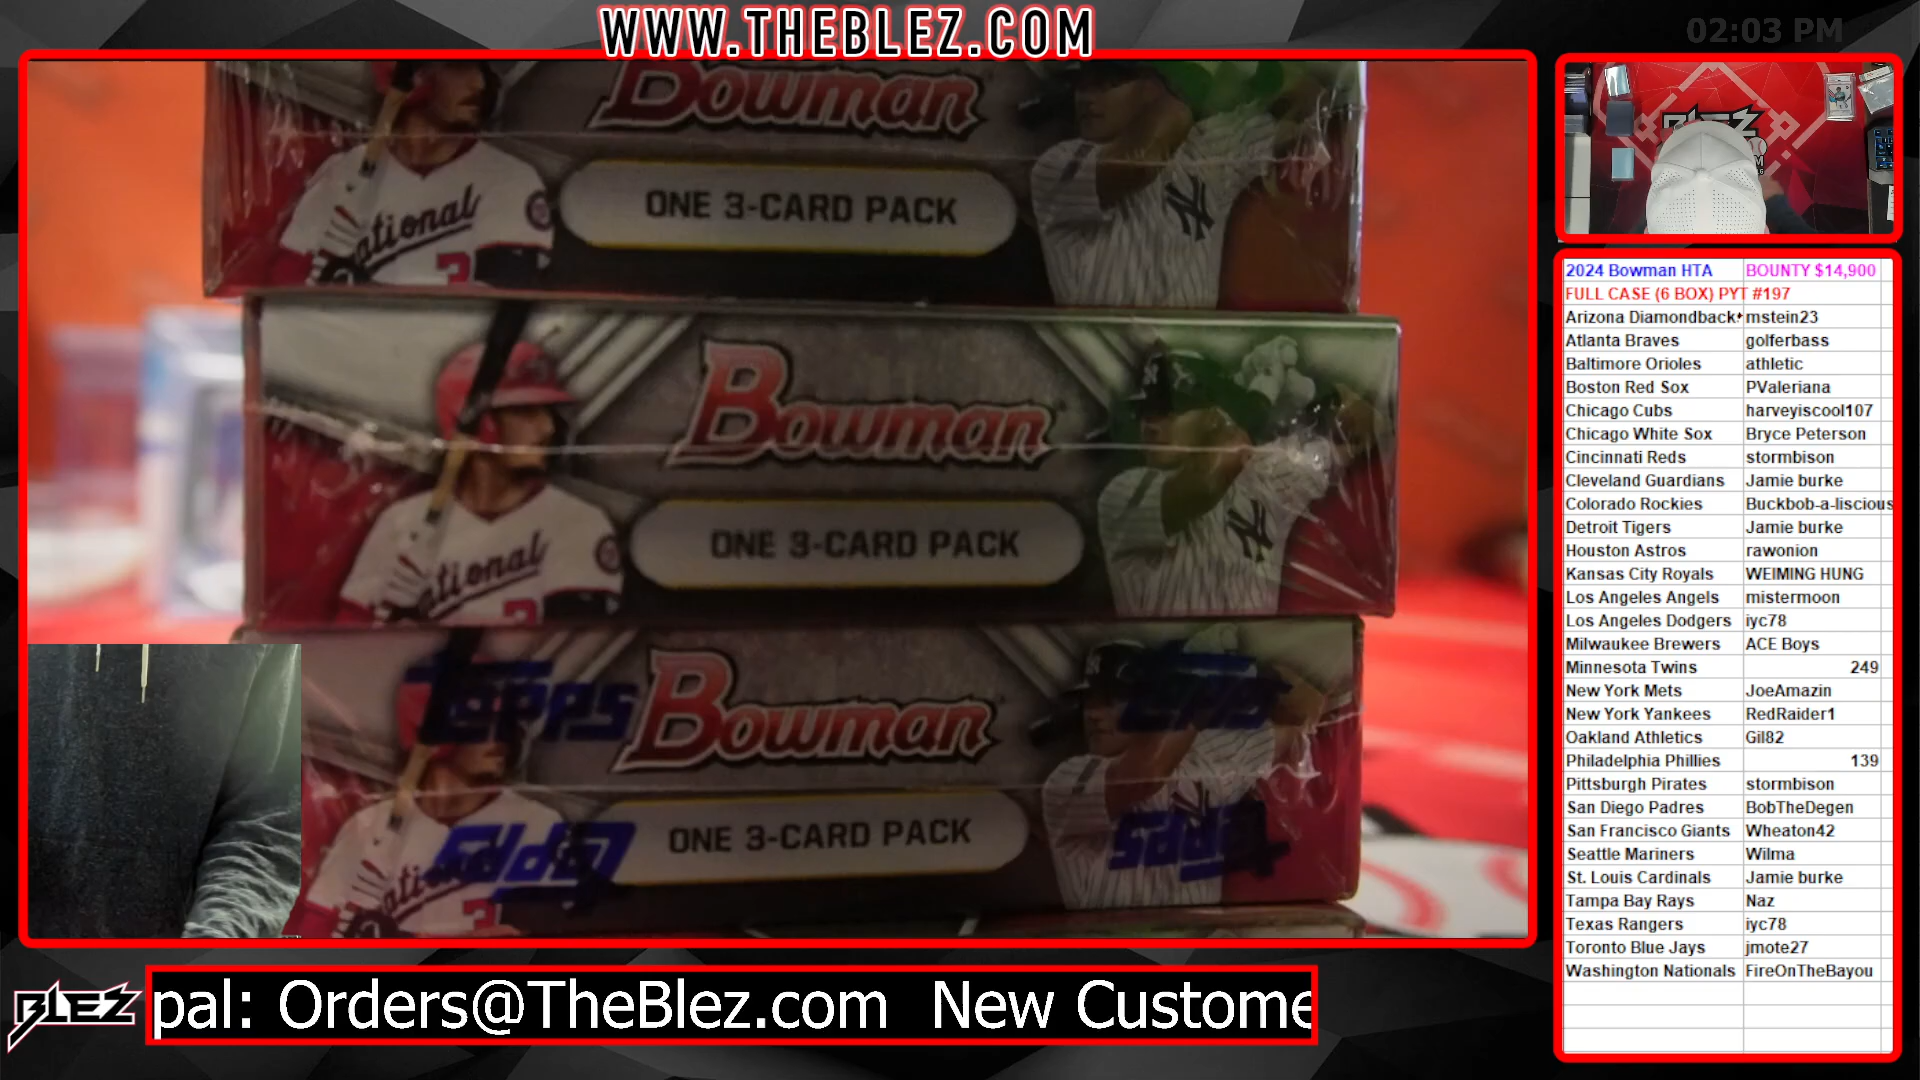 WWW.THEBLEZ.COM
02:03 PM
Bowman
ONE 3-CARD PACK
Bowman
ONE 3-CARD PACK
topps Bowman
ONE 3-CARD PACK
topps
BLEZ
2024 Bowman HTA BOUNTY $14,900
FULL CASE (6 BOX) PYT #197
Arizona Diamondback mstein23
Atlanta Braves golferbass
Baltimore Orioles athletic
Boston Red Sox PValeriana
Chicago Cubs harveyiscool107
Chicago White Sox Bryce Peterson
Cincinnati Reds stormbison
Cleveland Guardians Jamie burke
Colorado Rockies Buckbob-a-liscious
Detroit Tigers Jamie burke
Houston Astros rawonion
Kansas City Royals WEIMING HUNG
Los Angeles Angels mistermoon
Los Angeles Dodgers iyc78
Milwaukee Brewers ACE Boys
Minnesota Twins 249
New York Mets JoeAmazin
New York Yankees RedRaider1
Oakland Athletics Gil82
Philadelphia Phillies 139
Pittsburgh Pirates stormbison
San Diego Padres BobTheDegen
San Francisco Giants Wheaton42
Seattle Mariners Wilma
St. Louis Cardinals Jamie burke
Tampa Bay Rays Naz
Texas Rangers iyc78
Toronto Blue Jays jmote27
Washington Nationals FireOnTheBayou
BLEZ
pal: Orders@TheBlez.com New Custome